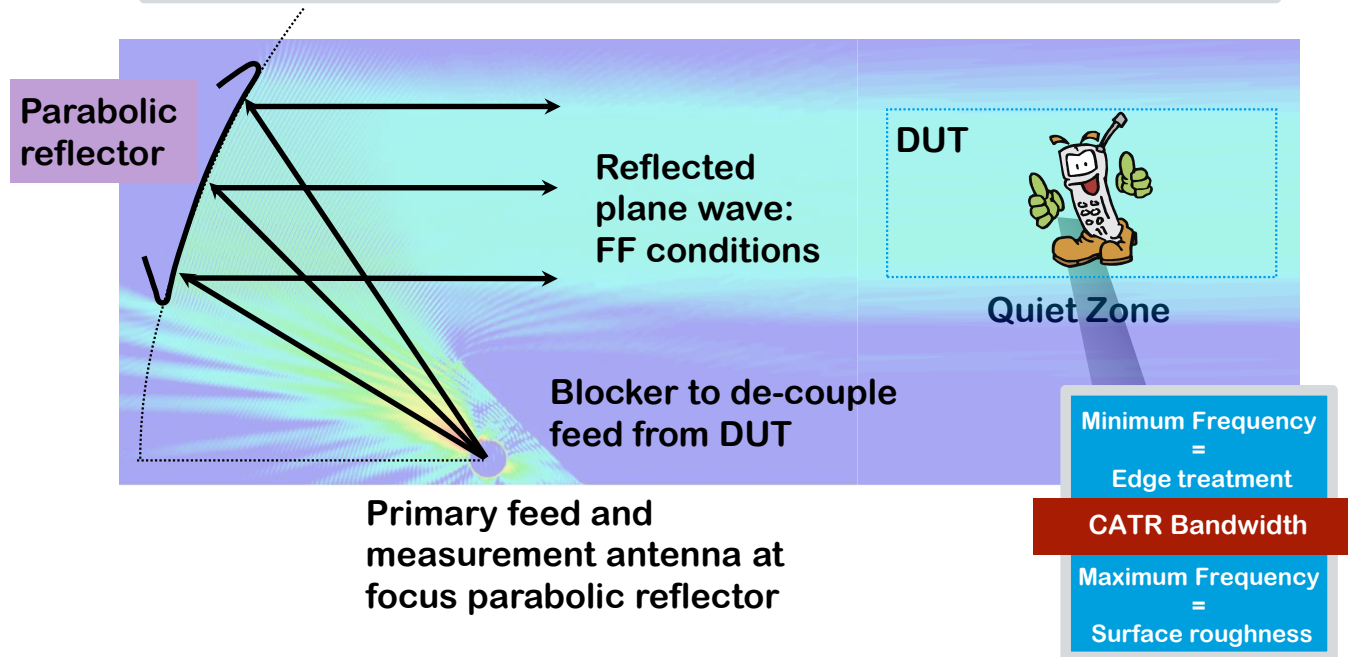 Parabolic
reflector
Reflected
plane wave:
FF conditions
DUT
Quiet Zone
Blocker to de-couple
feed from DUT
Primary feed and
measurement antenna at
focus parabolic reflector
Minimum Frequency
=
Edge treatment
CATR Bandwidth
Maximum Frequency
=
Surface roughness